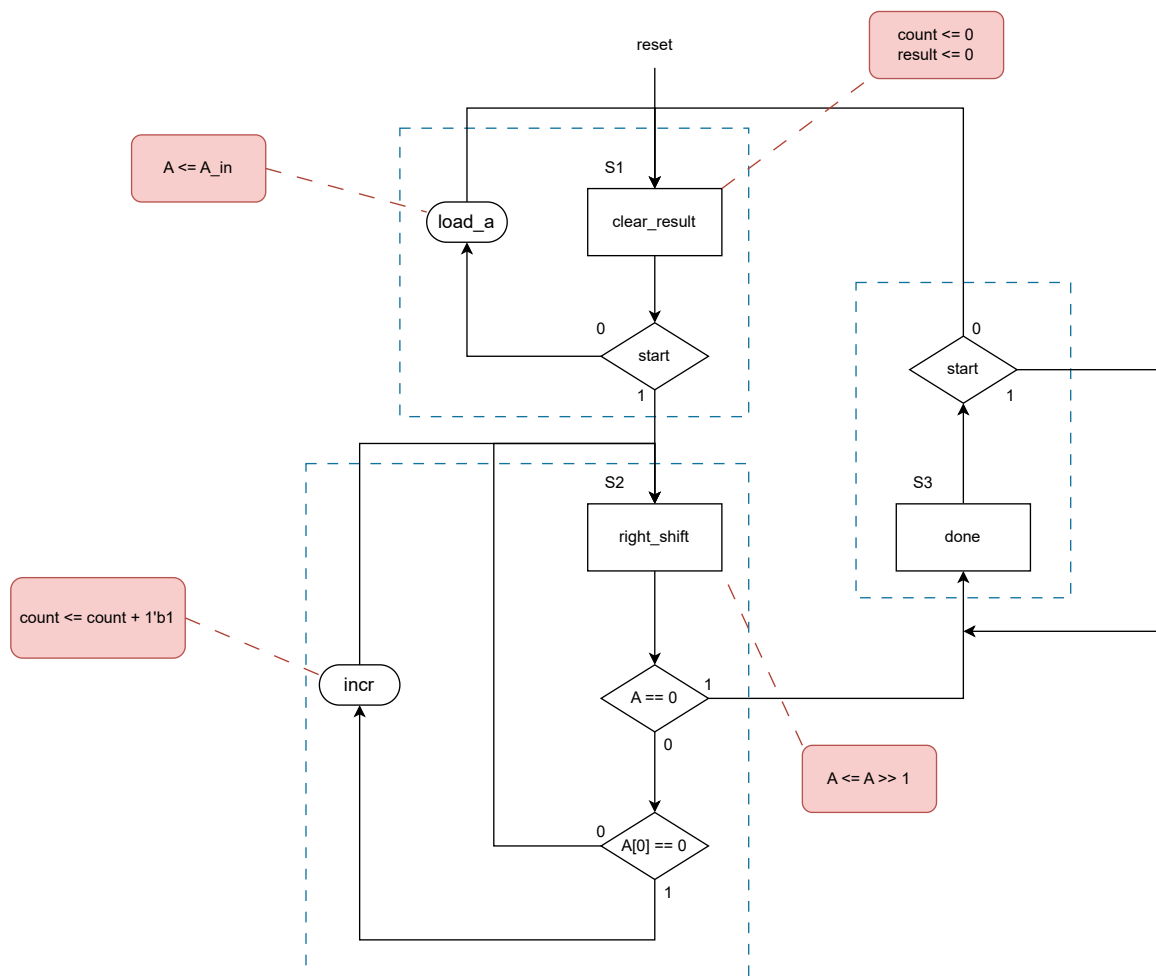 reset
count <= 0
result <= 0
A <= A_in
S1
load_a
clear_result
0
start
1
0
start
1
S2
S3
right_shift
done
count <= count + 1'b1
incr
A == 0
1
0
A <= A >> 1
0
A[0] == 0
1